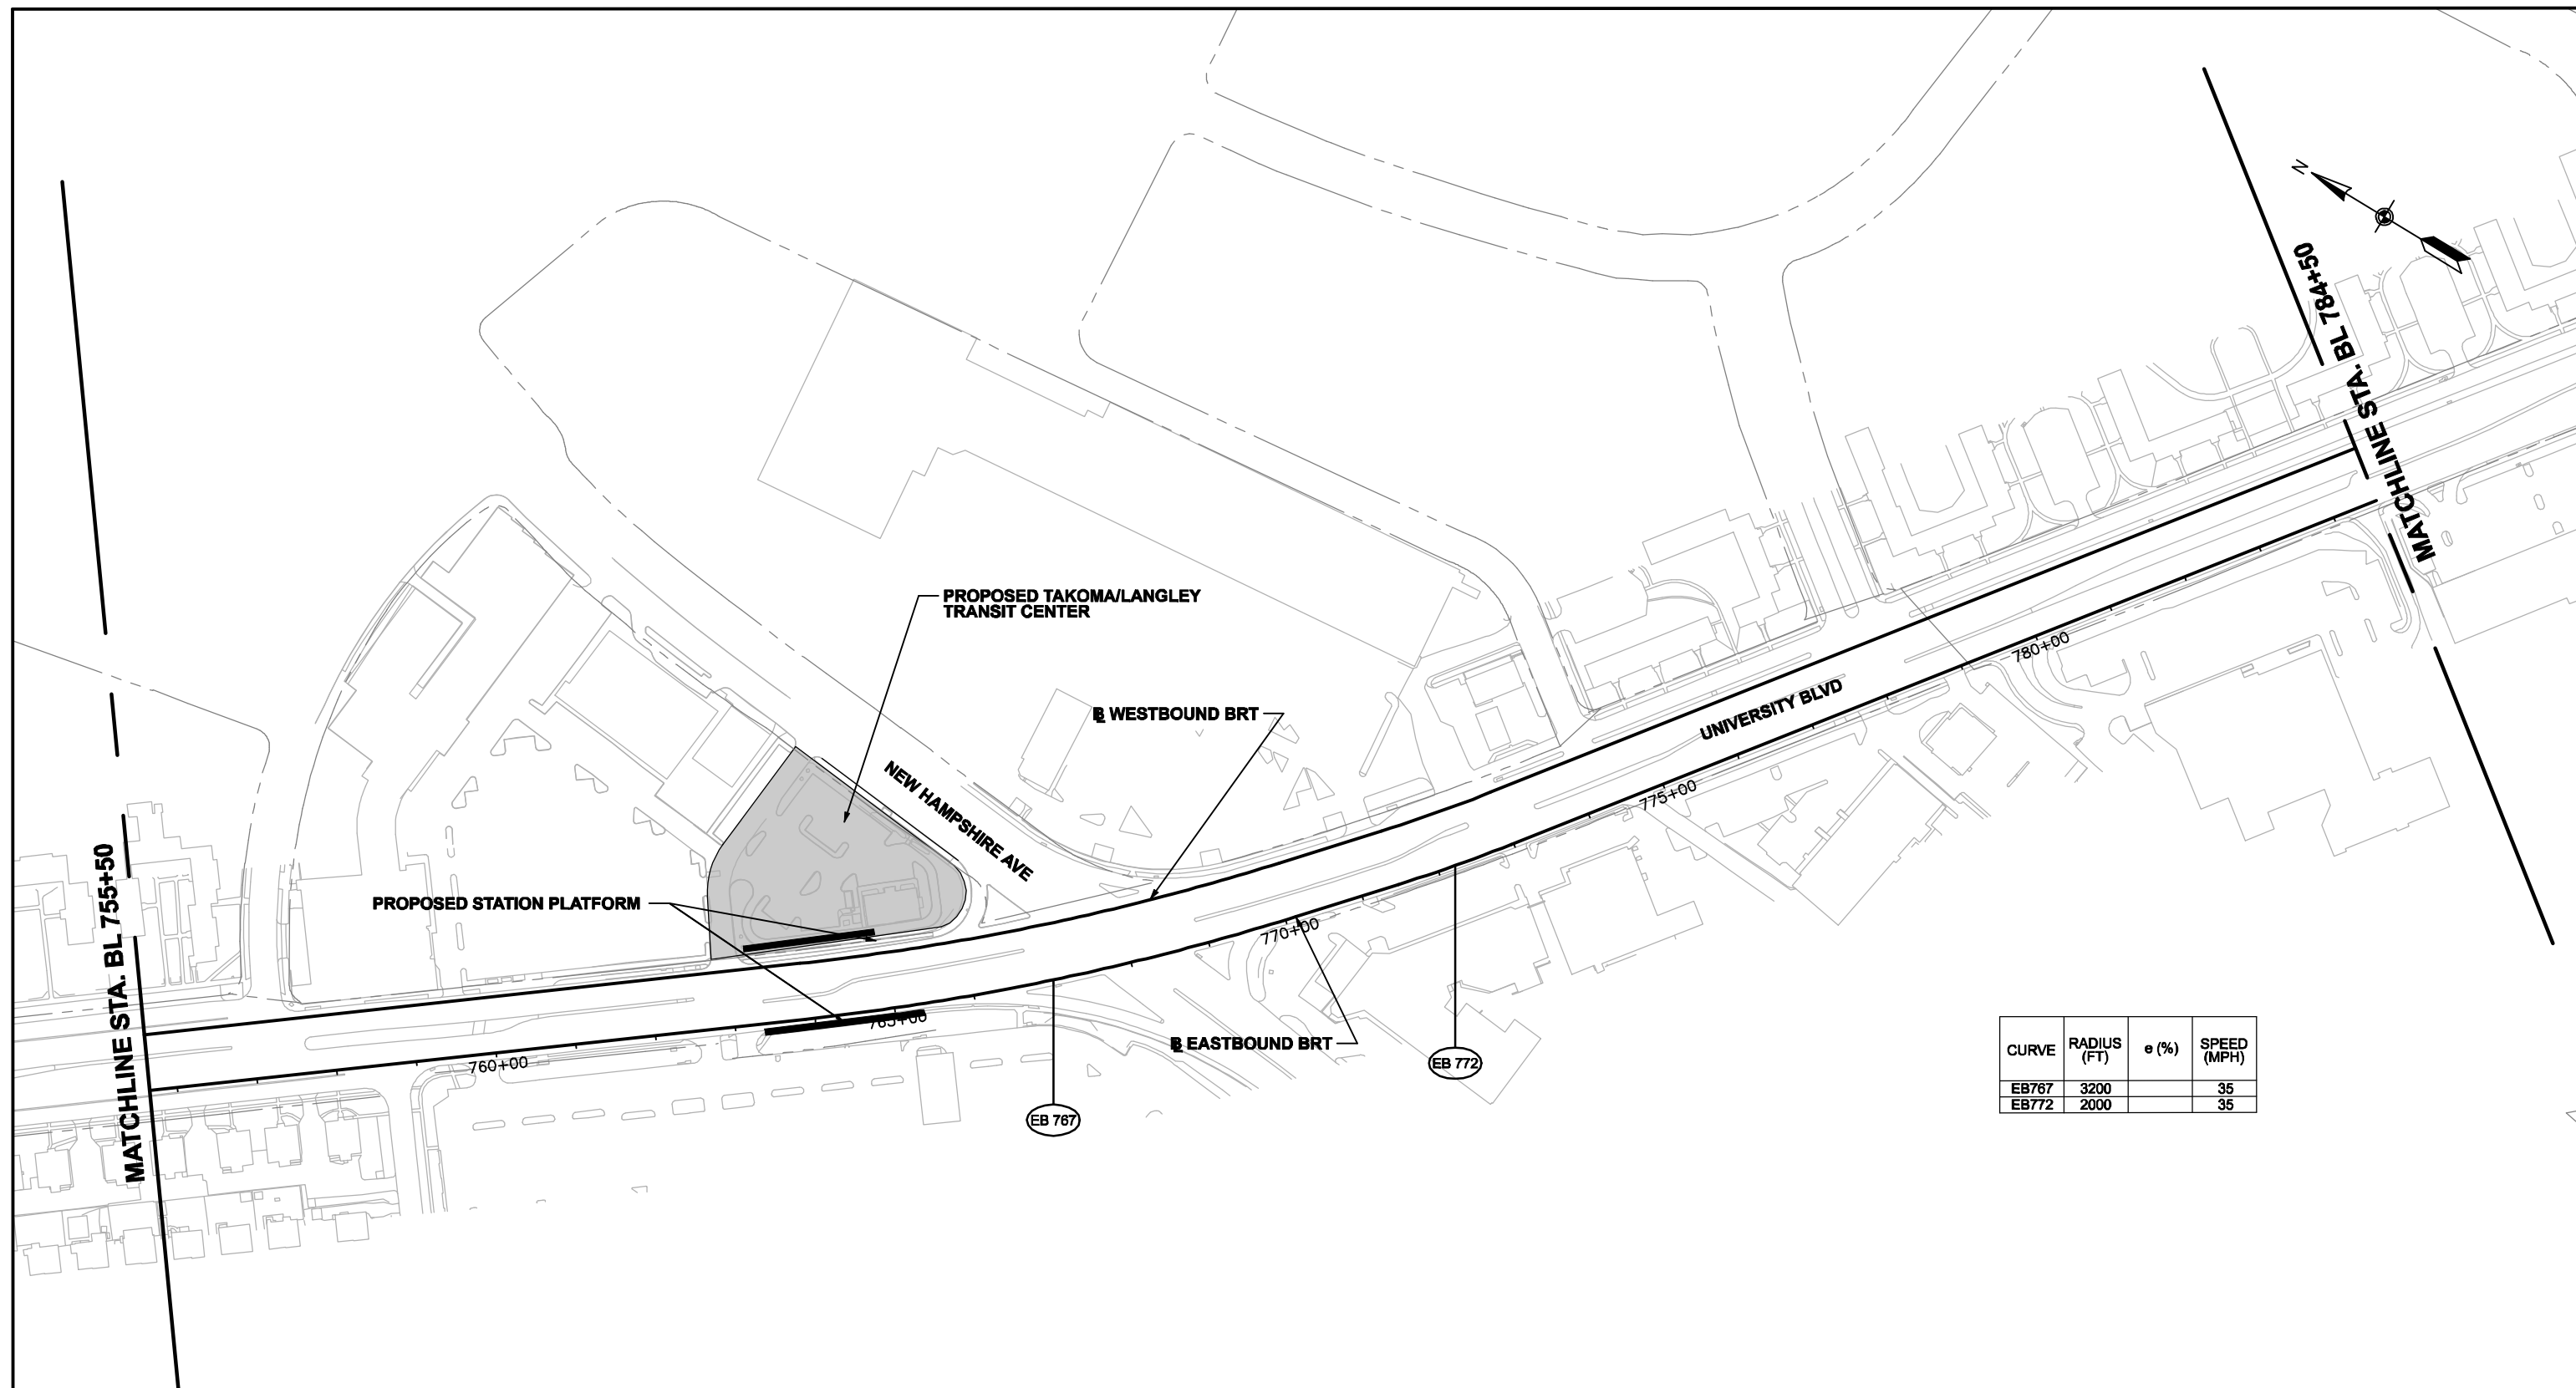 N
MATCHLINE STA. BL 784+50
PROPOSED TAKOMA/LANGLEY
TRANSIT CENTER
BL WESTBOUND BRT
UNIVERSITY BLVD
780+00
NEW HAMPSHIRE AVE
775+00
PROPOSED STATION PLATFORM
MATCHLINE STA. BL 755+50
770+00
765+00
760+00
BL EASTBOUND BRT
EB 772
EB 767
CURVE RADIUS (FT) e (%) SPEED (MPH)
EB767 3200 35
EB772 2000 35